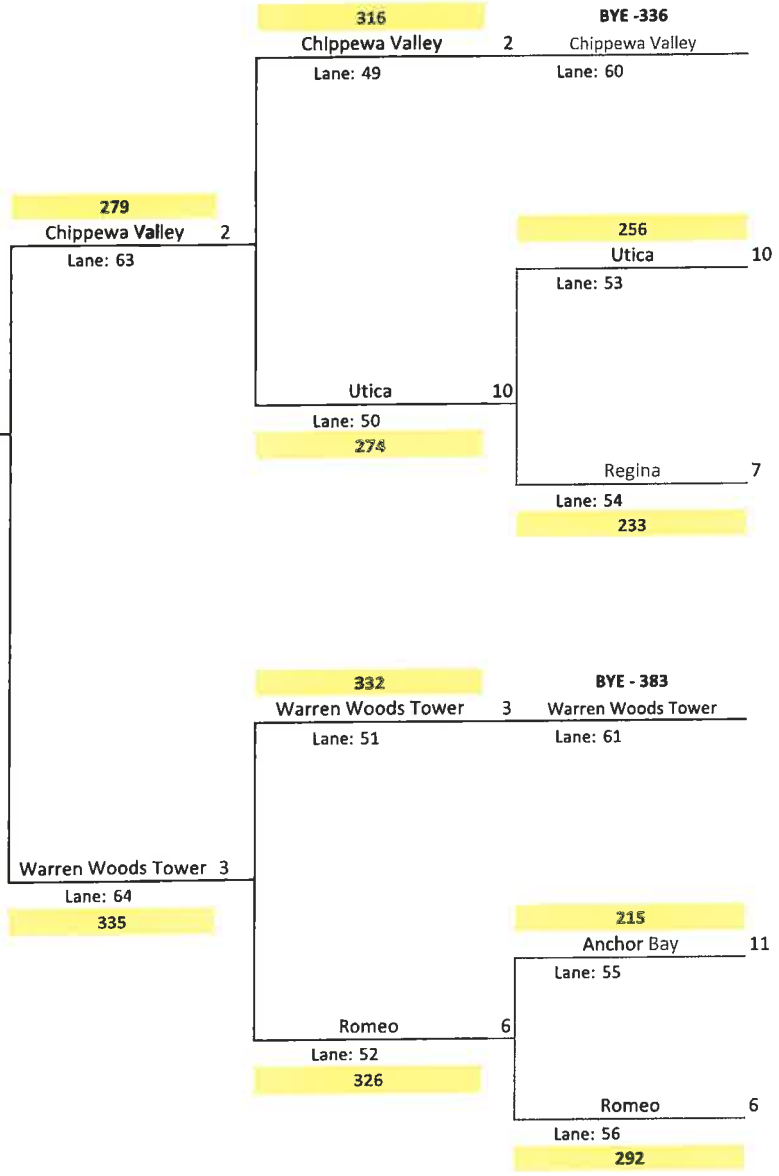 316
BYE -336
Chippewa Valley 2 Chippewa Valley
Lane: 49 Lane: 60
279
Chippewa Valley 2
Lane: 63
256
Utica 10
Lane: 53
Utica 10
Lane: 50
274
Regina 7
Lane: 54
233
332
BYE - 383
Warren Woods Tower 3 Warren Woods Tower
Lane: 51 Lane: 61
Warren Woods Tower 3
Lane: 64
335
215
Anchor Bay 11
Lane: 55
Romeo 6
Lane: 52
326
Romeo 6
Lane: 56
292